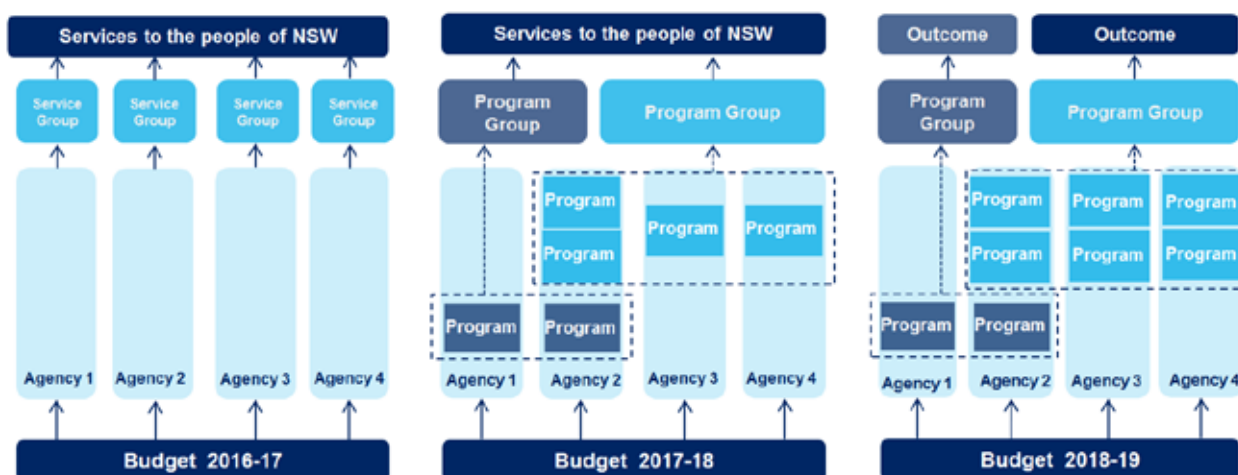 Services to the people of NSW
Service
Group
Service
Group
Service
Group
Service
Group
Agency 1
Agency 2
Agency 3
Agency 4
Budget 2016-17
Services to the people of NSW
Program
Group
Program Group
Program
Program
Program
Program
Program
Program
Agency 1
Agency 2
Agency 3
Agency 4
Budget 2017-18
Outcome
Outcome
Program
Group
Program Group
Program
Program
Program
Program
Program
Program
Program
Program
Agency 1
Agency 2
Agency 3
Agency 4
Budget 2018-19